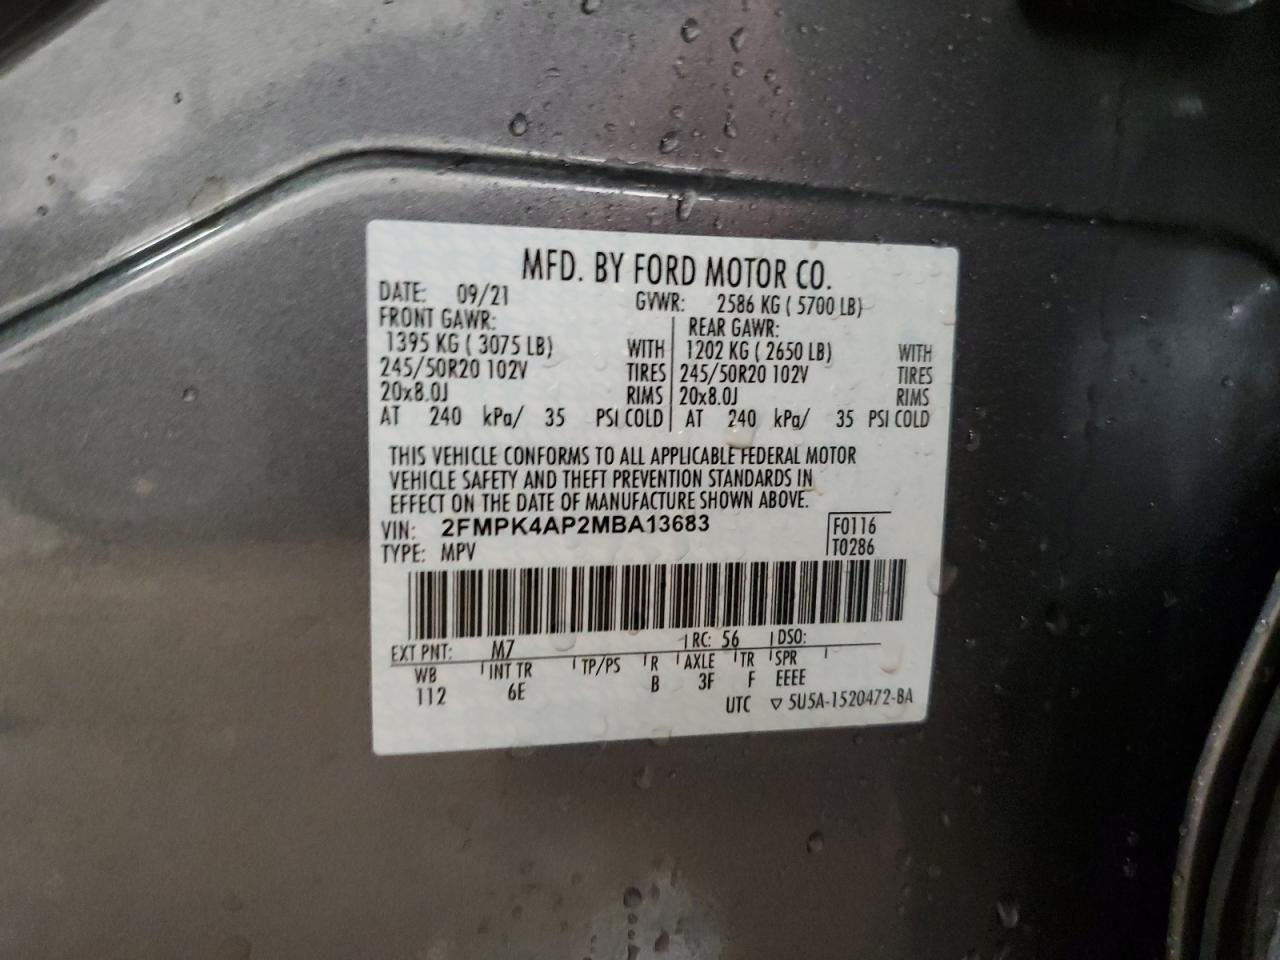 MFD. BY FORD MOTOR CO.
DATE: 09/21 GVWR: 2586 KG ( 5700 LB)
FRONT GAWR: REAR GAWR:
1395 KG ( 3075 LB) WITH 1202 KG ( 2650 LB) WITH
245/50R20 102V TIRES 245/50R20 102V TIRES
20x8.0J RIMS 20x8.0J RIMS
AT 240 kPa/ 35 PSI COLD AT 240 kPa/ 35 PSI COLD
THIS VEHICLE CONFORMS TO ALL APPLICABLE FEDERAL MOTOR
VEHICLE SAFETY AND THEFT PREVENTION STANDARDS IN
EFFECT ON THE DATE OF MANUFACTURE SHOWN ABOVE.
VIN: 2FMPK4AP2MBA13683 F0116
TYPE: MPV T0286
EXT PNT: M7 RC: 56 DSO:
WB INT TR TP/PS R AXLE TR SPR
112 6E B 3F F EEEE
UTC ▽ 5U5A-1520472-BA